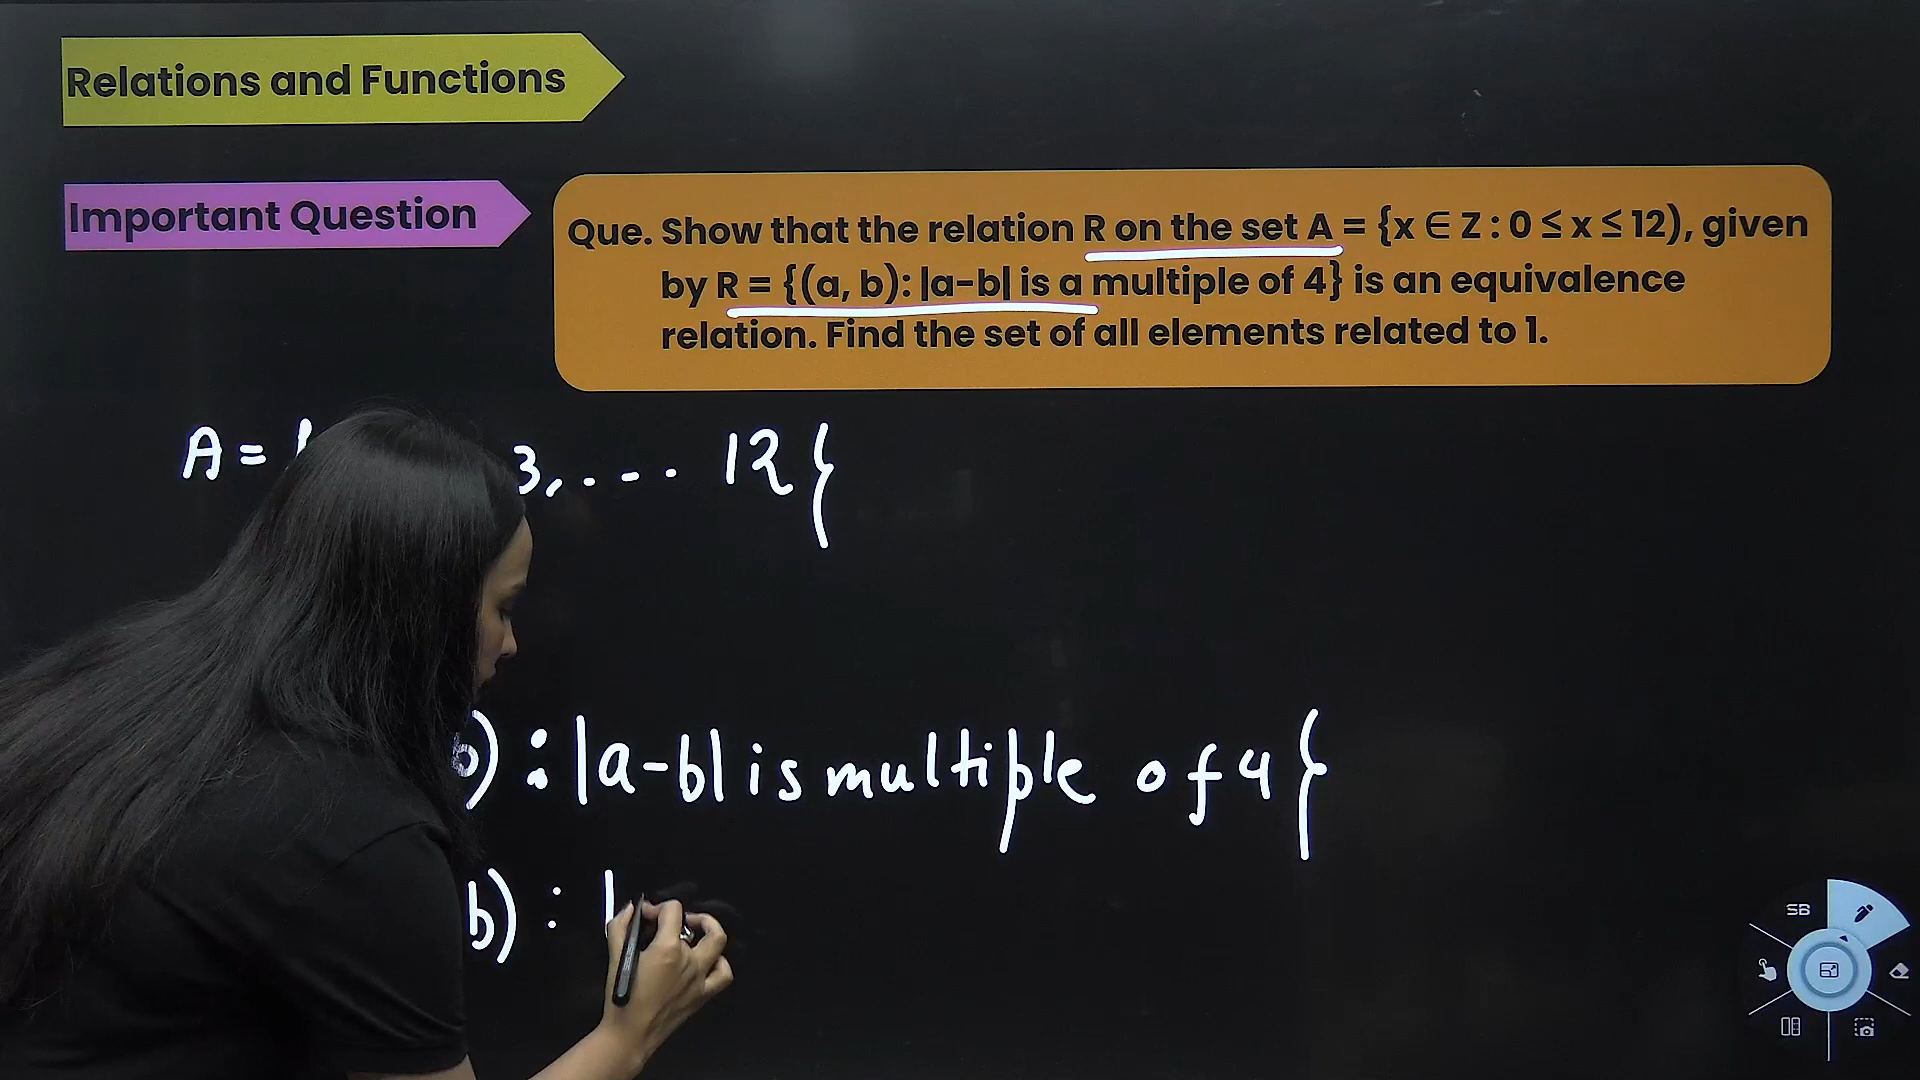 Relations and Functions
Important Question
Que. Show that the relation R on the set A = {x ∈ Z : 0 ≤ x ≤ 12), given
by R = {(a, b): |a-b| is a multiple of 4} is an equivalence
relation. Find the set of all elements related to 1.
A = { 3, . - - . 12 {
b) : |a-b| is multiple of 4 {
b) : |
SB